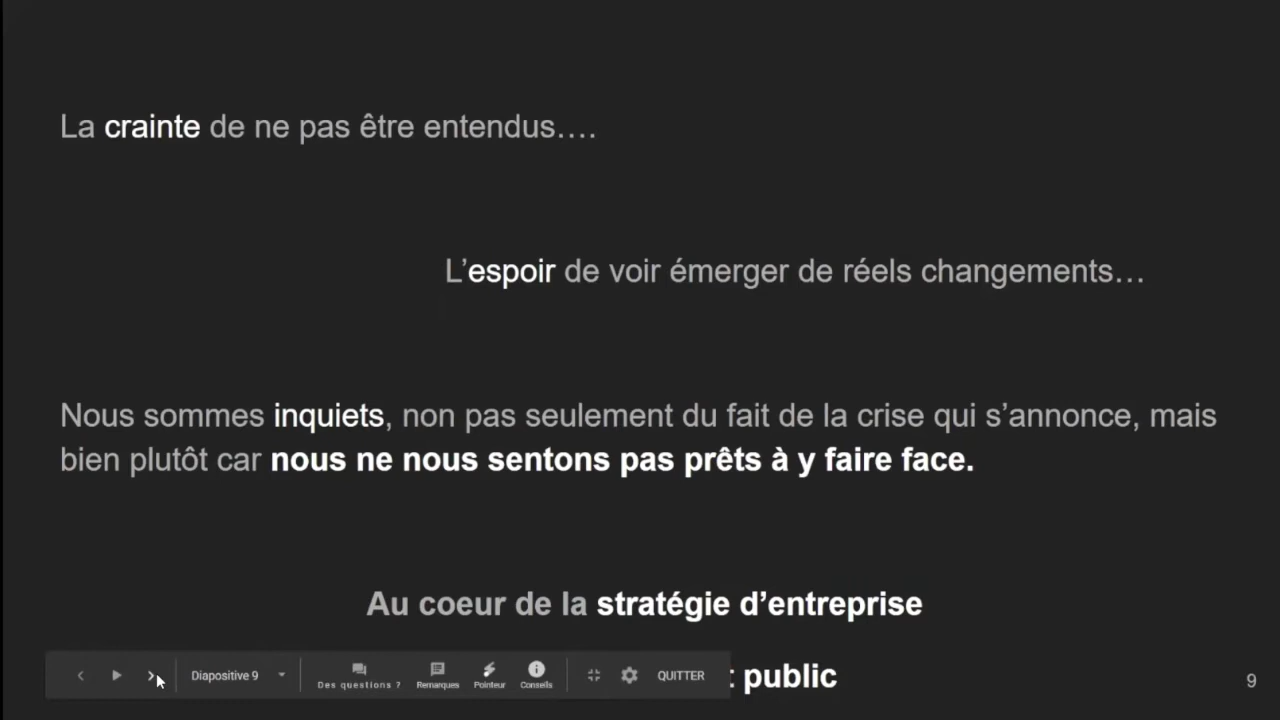 La crainte de ne pas être entendus….
L’espoir de voir émerger de réels changements…
Nous sommes inquiets, non pas seulement du fait de la crise qui s’annonce, mais
bien plutôt car nous ne nous sentons pas prêts à y faire face.
Au coeur de la stratégie d’entreprise
public
Diapositive 9
Des questions ?
Remarques
Pointeur
Conseils
QUITTER
9